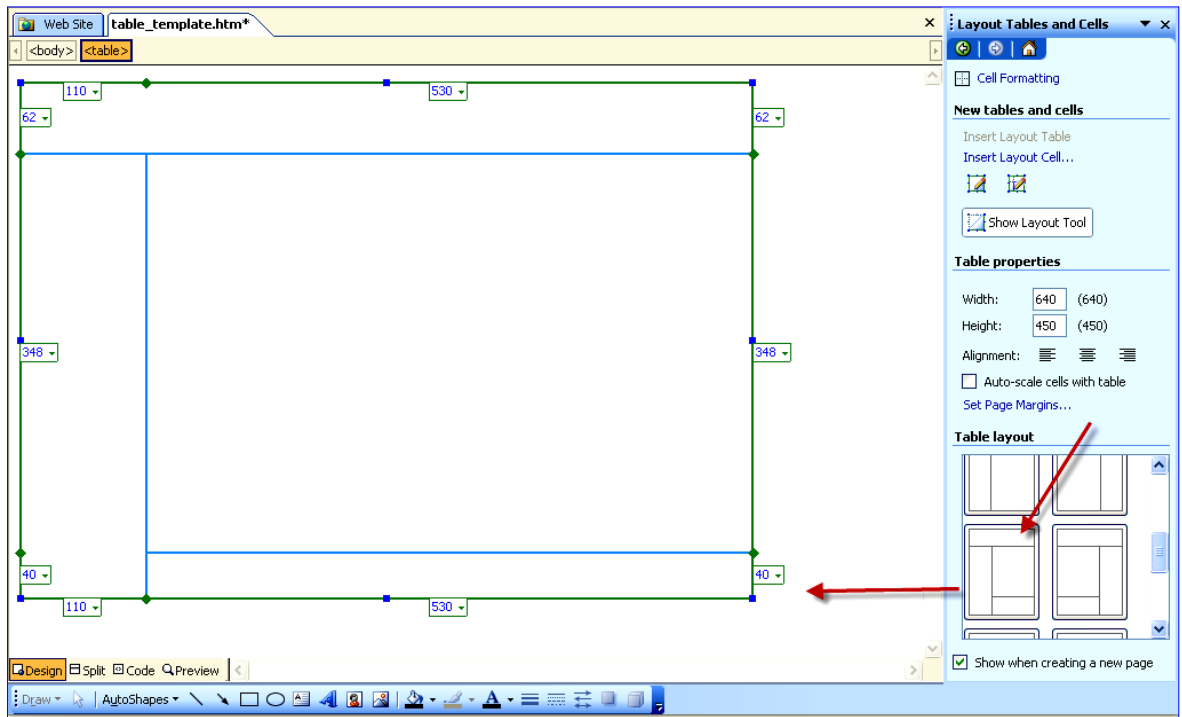 Web Site table_template.htm*
<body> <table>
110 530
62 62
348 348
40 40
110 530
Design Split Code Preview
Draw AutoShapes
Layout Tables and Cells
Cell Formatting
New tables and cells
Insert Layout Table
Insert Layout Cell...
Show Layout Tool
Table properties
Width: 640 (640)
Height: 450 (450)
Alignment:
Auto-scale cells with table
Set Page Margins...
Table layout
Show when creating a new page